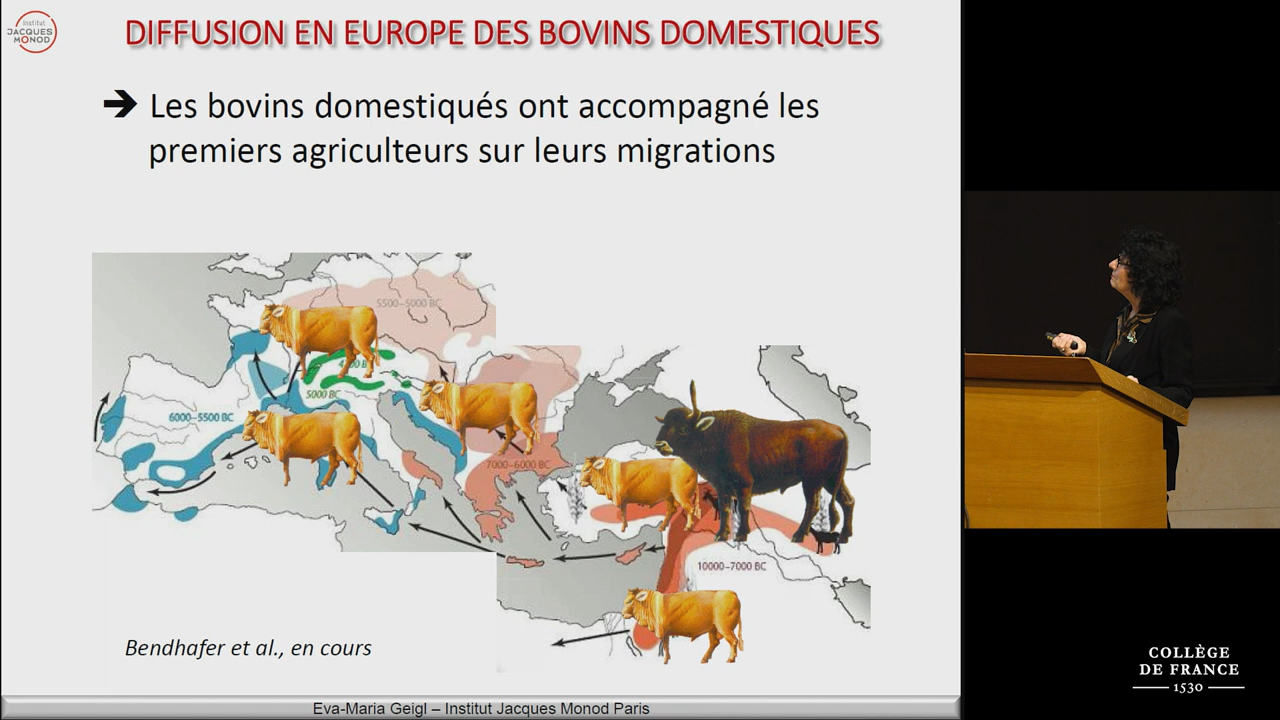 Institut
JACQUES
MONOD
DIFFUSION EN EUROPE DES BOVINS DOMESTIQUES
➔ Les bovins domestiqués ont accompagné les
premiers agriculteurs sur leurs migrations
5500–5000 BC
5000 BC
6000–5500 BC
7000–6000 BC
10000–7000 BC
Bendhafer et al., en cours
Eva-Maria Geigl – Institut Jacques Monod Paris
COLLÈGE
DE FRANCE
1530